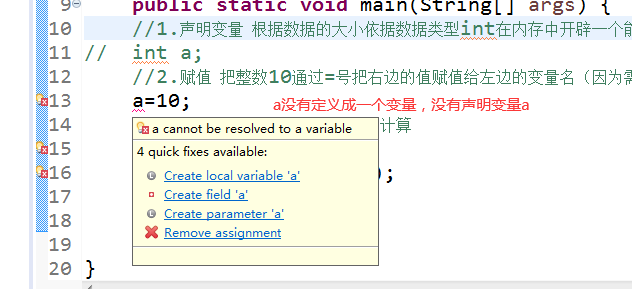 9 public static void main(String[] args) {
10 //1.声明变量 根据数据的大小依据数据类型int在内存中开辟一个能
11 // int a;
12 //2.赋值 把整数10通过=号把右边的值赋值给左边的变量名（因为需
13 a=10; a没有定义成一个变量，没有声明变量a
a cannot be resolved to a variable
14 计算
4 quick fixes available:
15
16 );
Create local variable 'a'
17
Create field 'a'
18
Create parameter 'a'
19
Remove assignment
20 }